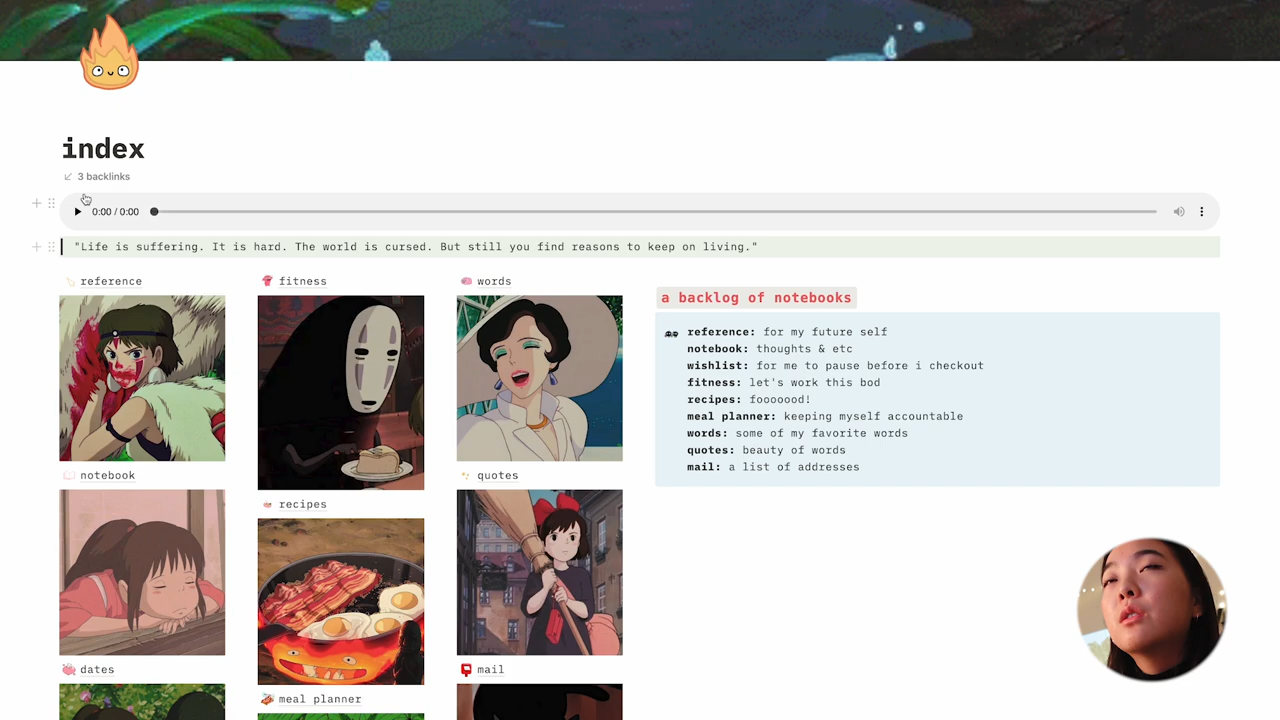 index
3 backlinks
0:00 / 0:00
"Life is suffering. It is hard. The world is cursed. But still you find reasons to keep on living."
reference
fitness
words
notebook
recipes
quotes
dates
meal planner
mail
a backlog of notebooks
reference: for my future self
notebook: thoughts & etc
wishlist: for me to pause before i checkout
fitness: let's work this bod
recipes: fooooood!
meal planner: keeping myself accountable
words: some of my favorite words
quotes: beauty of words
mail: a list of addresses